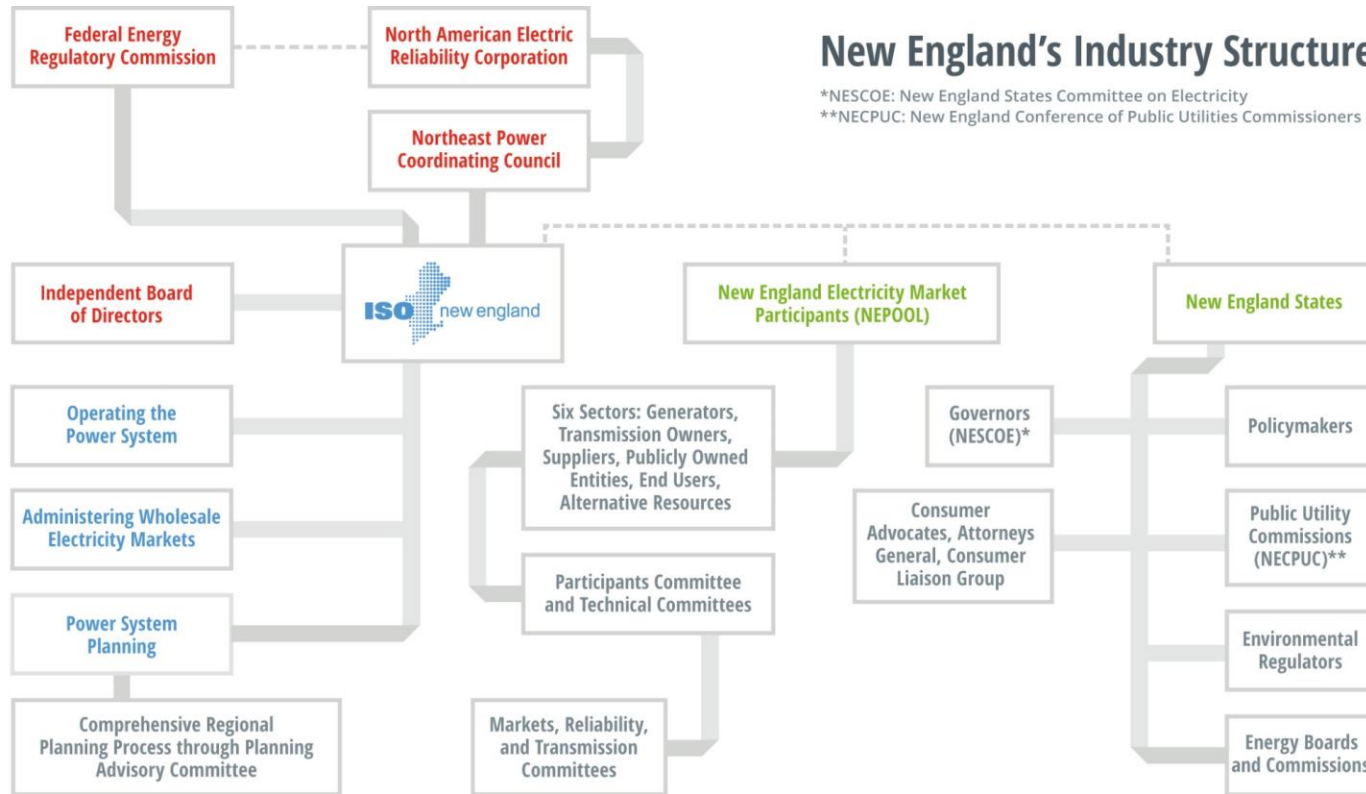 Federal Energy
Regulatory Commission
North American Electric
Reliability Corporation
New England's Industry Structure
*NESCOE: New England States Committee on Electricity
**NECPUC: New England Conference of Public Utilities Commissioners
Northeast Power
Coordinating Council
Independent Board
of Directors
ISO new england
New England Electricity Market
Participants (NEPOOL)
New England States
Operating the
Power System
Six Sectors: Generators,
Transmission Owners,
Suppliers, Publicly Owned
Entities, End Users,
Alternative Resources
Governors
(NESCOE)*
Policymakers
Administering Wholesale
Electricity Markets
Consumer
Advocates, Attorneys
General, Consumer
Liaison Group
Public Utility
Commissions
(NECPUC)**
Participants Committee
and Technical Committees
Power System
Planning
Environmental
Regulators
Comprehensive Regional
Planning Process through Planning
Advisory Committee
Markets, Reliability,
and Transmission
Committees
Energy Boards
and Commissions